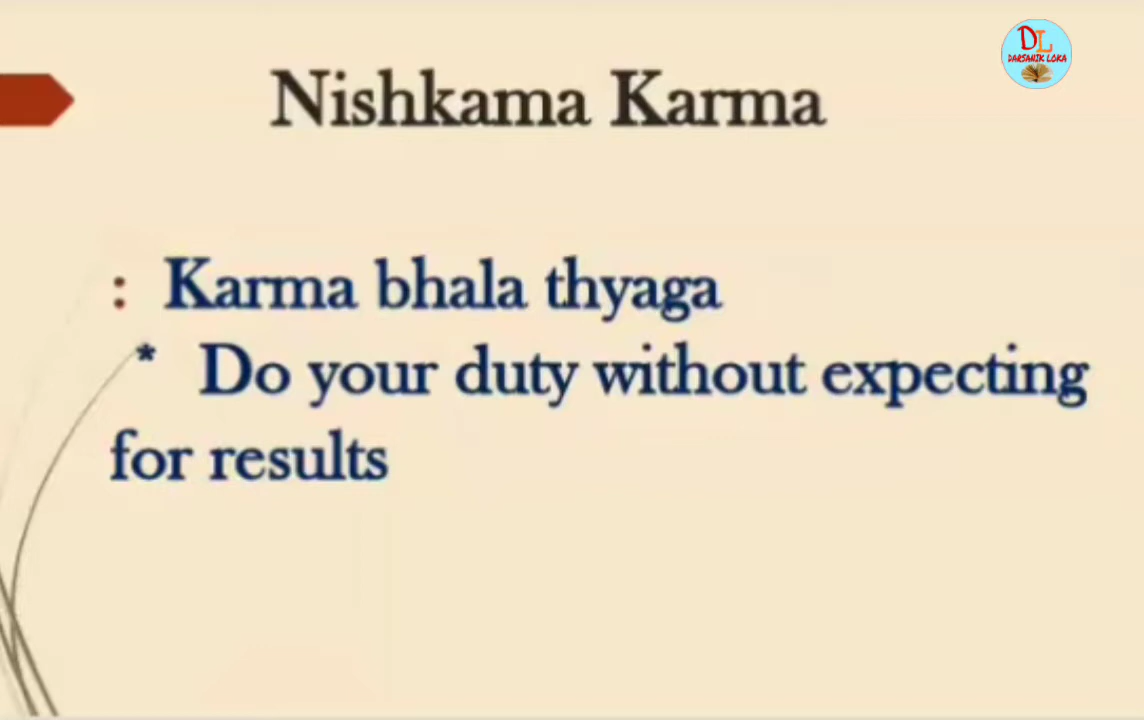 DL
DARSANIK LOKA
Nishkama Karma
: Karma bhala thyaga
* Do your duty without expecting
for results